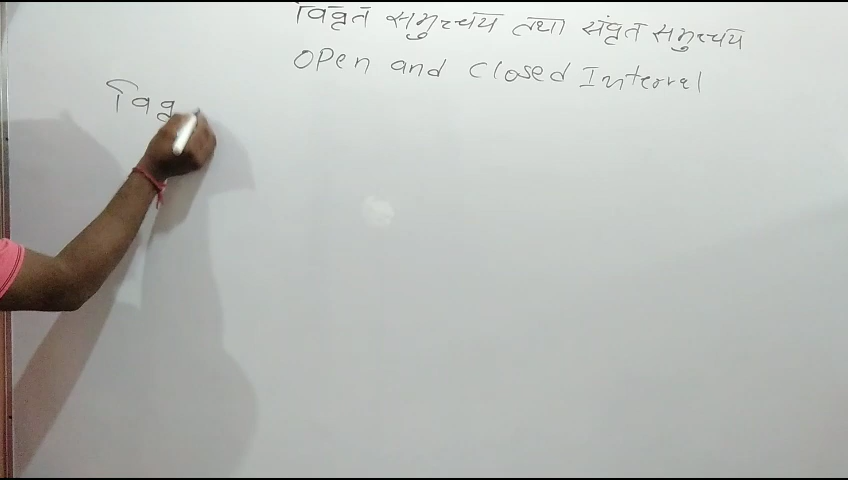 विवृत समुच्चय तथा संवृत समुच्चय
Open and Closed Interval
विवृ